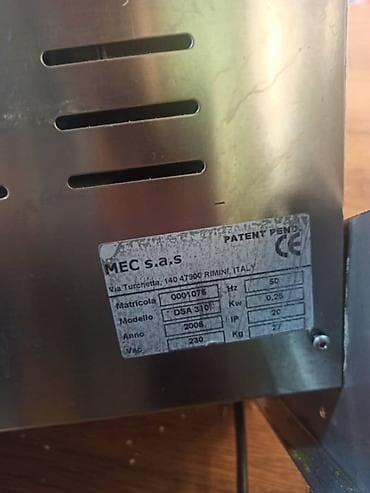 MEC s.a.s
PATENT PEND.
CE
Via Turchetta, 140 47900 RIMINI, ITALY
Matricola 0001075 Hz 50
Modello DSA 310 Kw 0,25
Anno 2008 IP 20
Vac 230 Kg 27